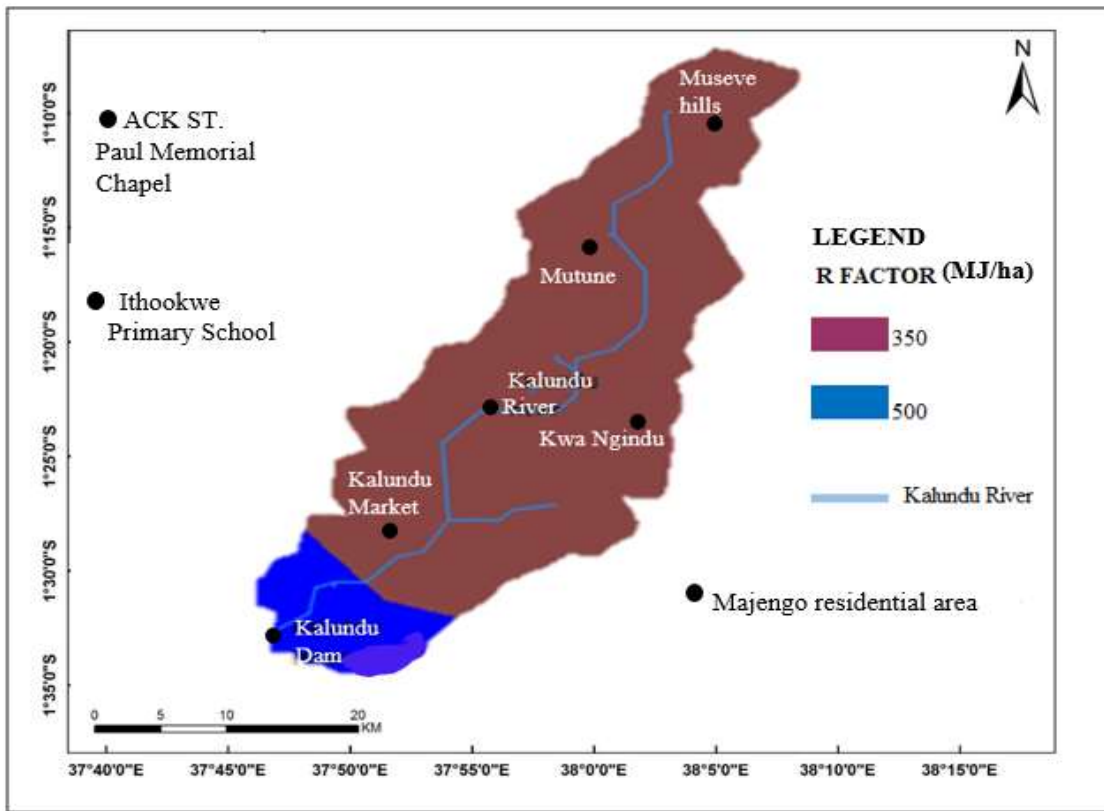 N
Museve
hills
ACK ST.
Paul Memorial
Chapel
LEGEND
R FACTOR (MJ/ha)
Mutune
Ithookwe
Primary School
350
Kalundu
River
500
Kwa Ngindu
Kalundu
Market
Kalundu River
Majengo residential area
Kalundu
Dam
0 5 10 20
KM
1°10'0"S
1°15'0"S
1°20'0"S
1°25'0"S
1°30'0"S
1°35'0"S
37°40'0"E 37°45'0"E 37°50'0"E 37°55'0"E 38°0'0"E 38°5'0"E 38°10'0"E 38°15'0"E